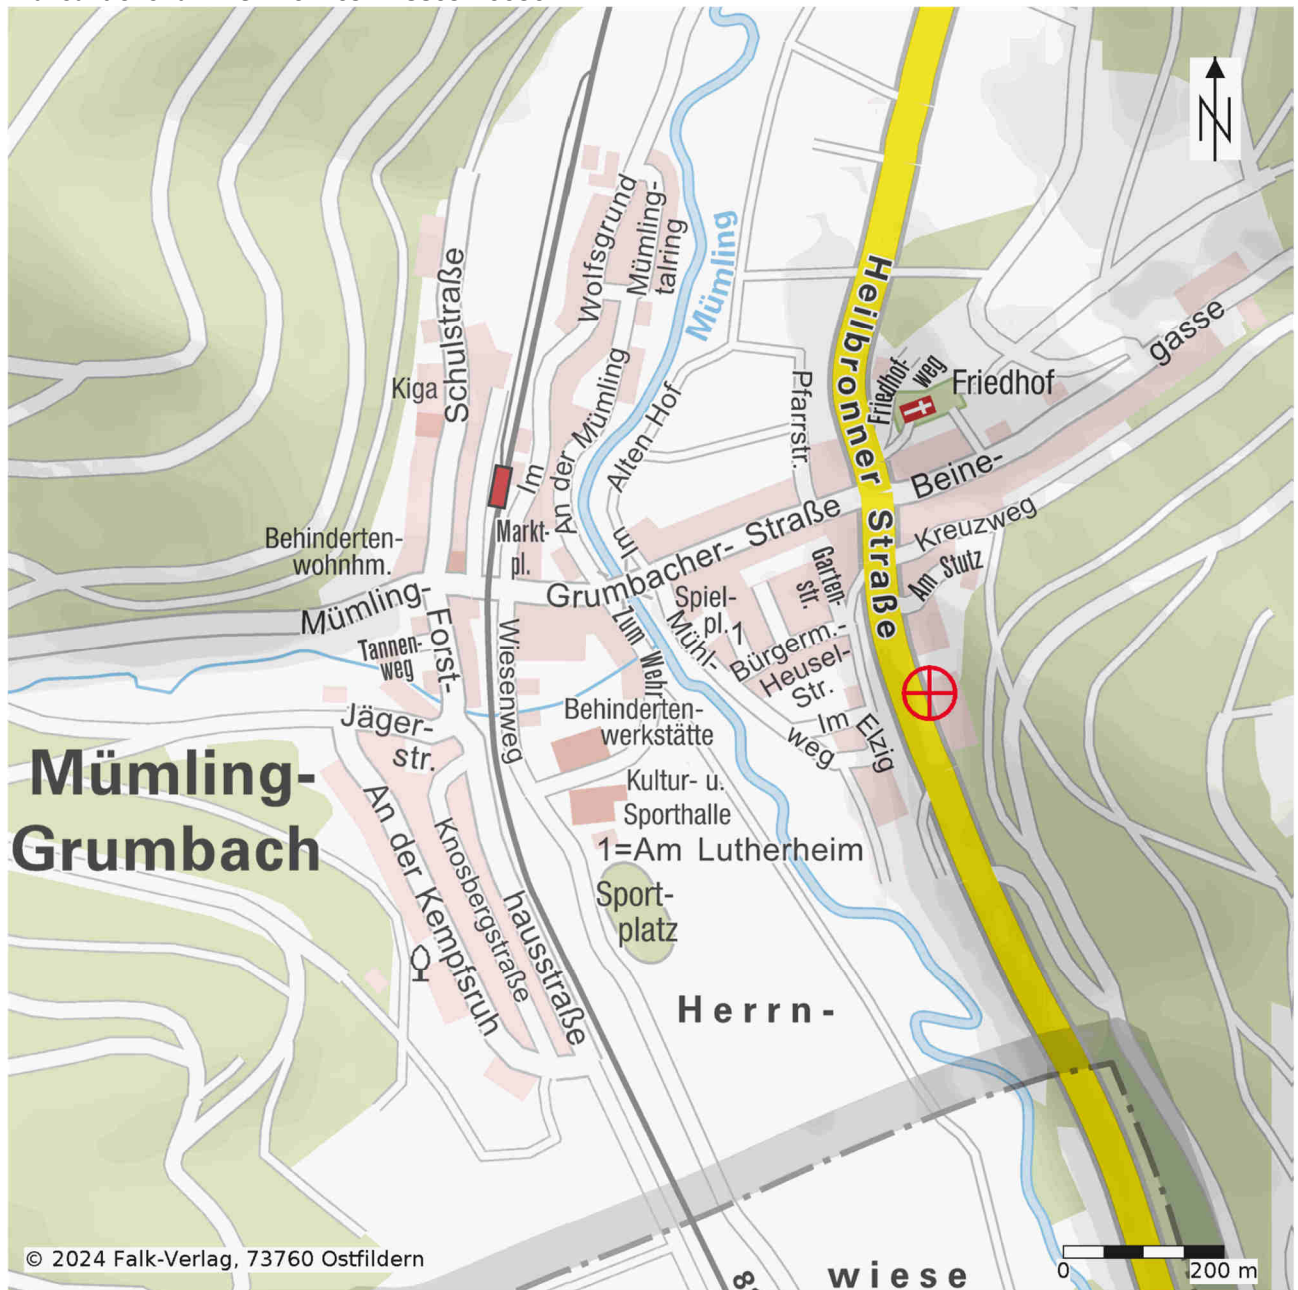 N
Wolfsgrund
Mümling-
talring
Mümling
Schulstraße
Heilbronner Straße
gasse
Kiga
Friedhof-
weg
Friedhof
Pfarrstr.
An der Mümling
Alten Hof
Im
Im
Beine-
Markt-
pl.
Behinderten-
wohnhm.
Kreuzweg
Am Stutz
Grumbacher- Straße
Garten-
str.
Mümling-
Spiel-
pl.
1
Zum
Wehr
Mühl-
weg
Bürgerm.-
Heusel-
Str.
Tannen-
weg
Forst-
Wiesenweg
Jäger-
str.
Behinderten-
werkstätte
Im
Elzig
Mümling-
Grumbach
Kultur- u.
Sporthalle
1=Am Lutherheim
An der Kempfsruh
Knosbergstraße
hausstraße
Sport-
platz
Herrn-
wiese
© 2024 Falk-Verlag, 73760 Ostfildern
0
200 m